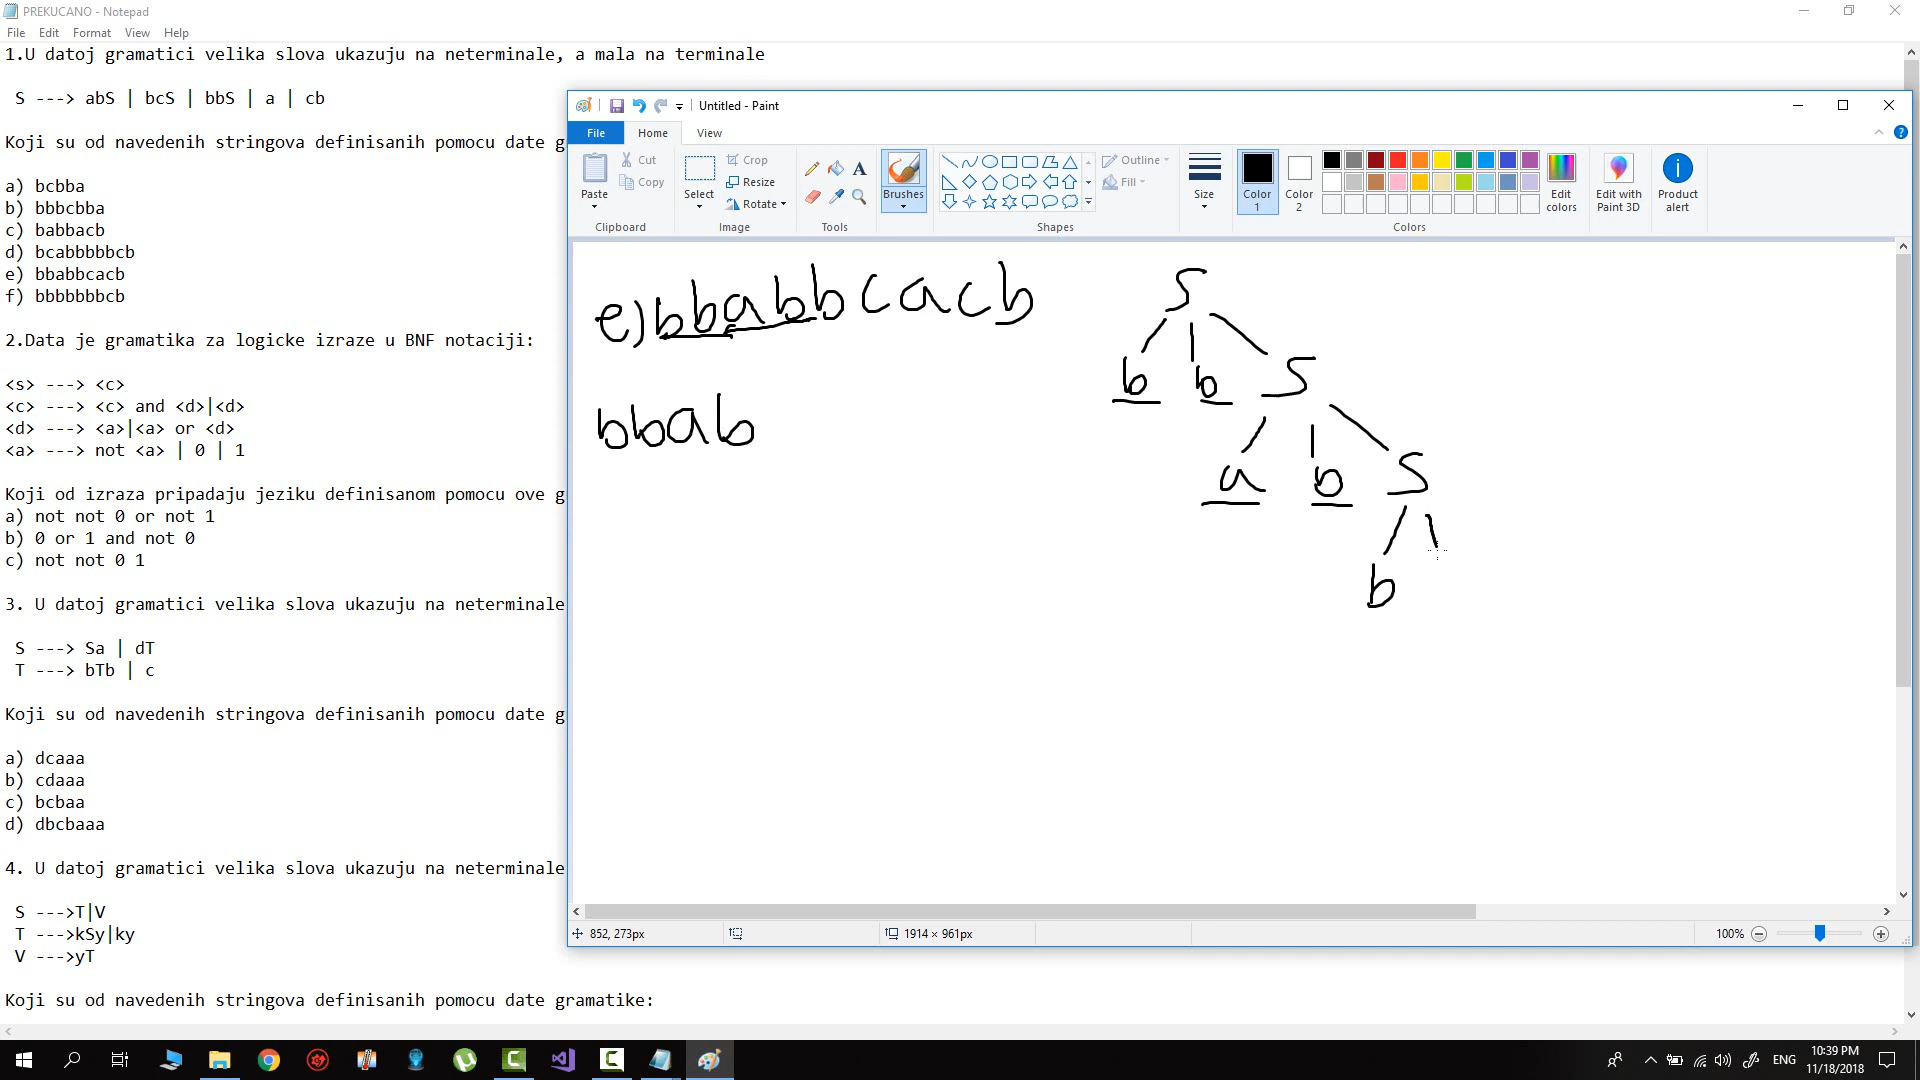 PREKUCANO - Notepad
File Edit Format View Help
1.U datoj gramatici velika slova ukazuju na neterminale, a mala na terminale
S ---> abS | bcS | bbS | a | cb
Koji su od navedenih stringova definisanih pomocu date g
a) bcbba
b) bbbcbba
c) babbacb
d) bcabbbbbcb
e) bbabbcacb
f) bbbbbbbcb
2.Data je gramatika za logicke izraze u BNF notaciji:
<s> ---> <c>
<c> ---> <c> and <d>|<d>
<d> ---> <a>|<a> or <d>
<a> ---> not <a> | 0 | 1
Koji od izraza pripadaju jeziku definisanom pomocu ove g
a) not not 0 or not 1
b) 0 or 1 and not 0
c) not not 0 1
3. U datoj gramatici velika slova ukazuju na neterminale
S ---> Sa | dT
T ---> bTb | c
Koji su od navedenih stringova definisanih pomocu date g
a) dcaaa
b) cdaaa
c) bcbaa
d) dbcbaaa
4. U datoj gramatici velika slova ukazuju na neterminale
S --->T|V
T --->kSy|ky
V --->yT
Koji su od navedenih stringova definisanih pomocu date gramatike:
Untitled - Paint
File Home View
Paste Cut Copy
Clipboard
Select Crop Resize Rotate
Image
A
Tools
Brushes
Outline Fill
Shapes
Size
Color 1
Color 2
Edit colors
Colors
Edit with Paint 3D
Product alert
e) bbabbcacb
bbab
S
b b S
a b S
b
852, 273px
1914 × 961px
100%
ENG
10:39 PM
11/18/2018